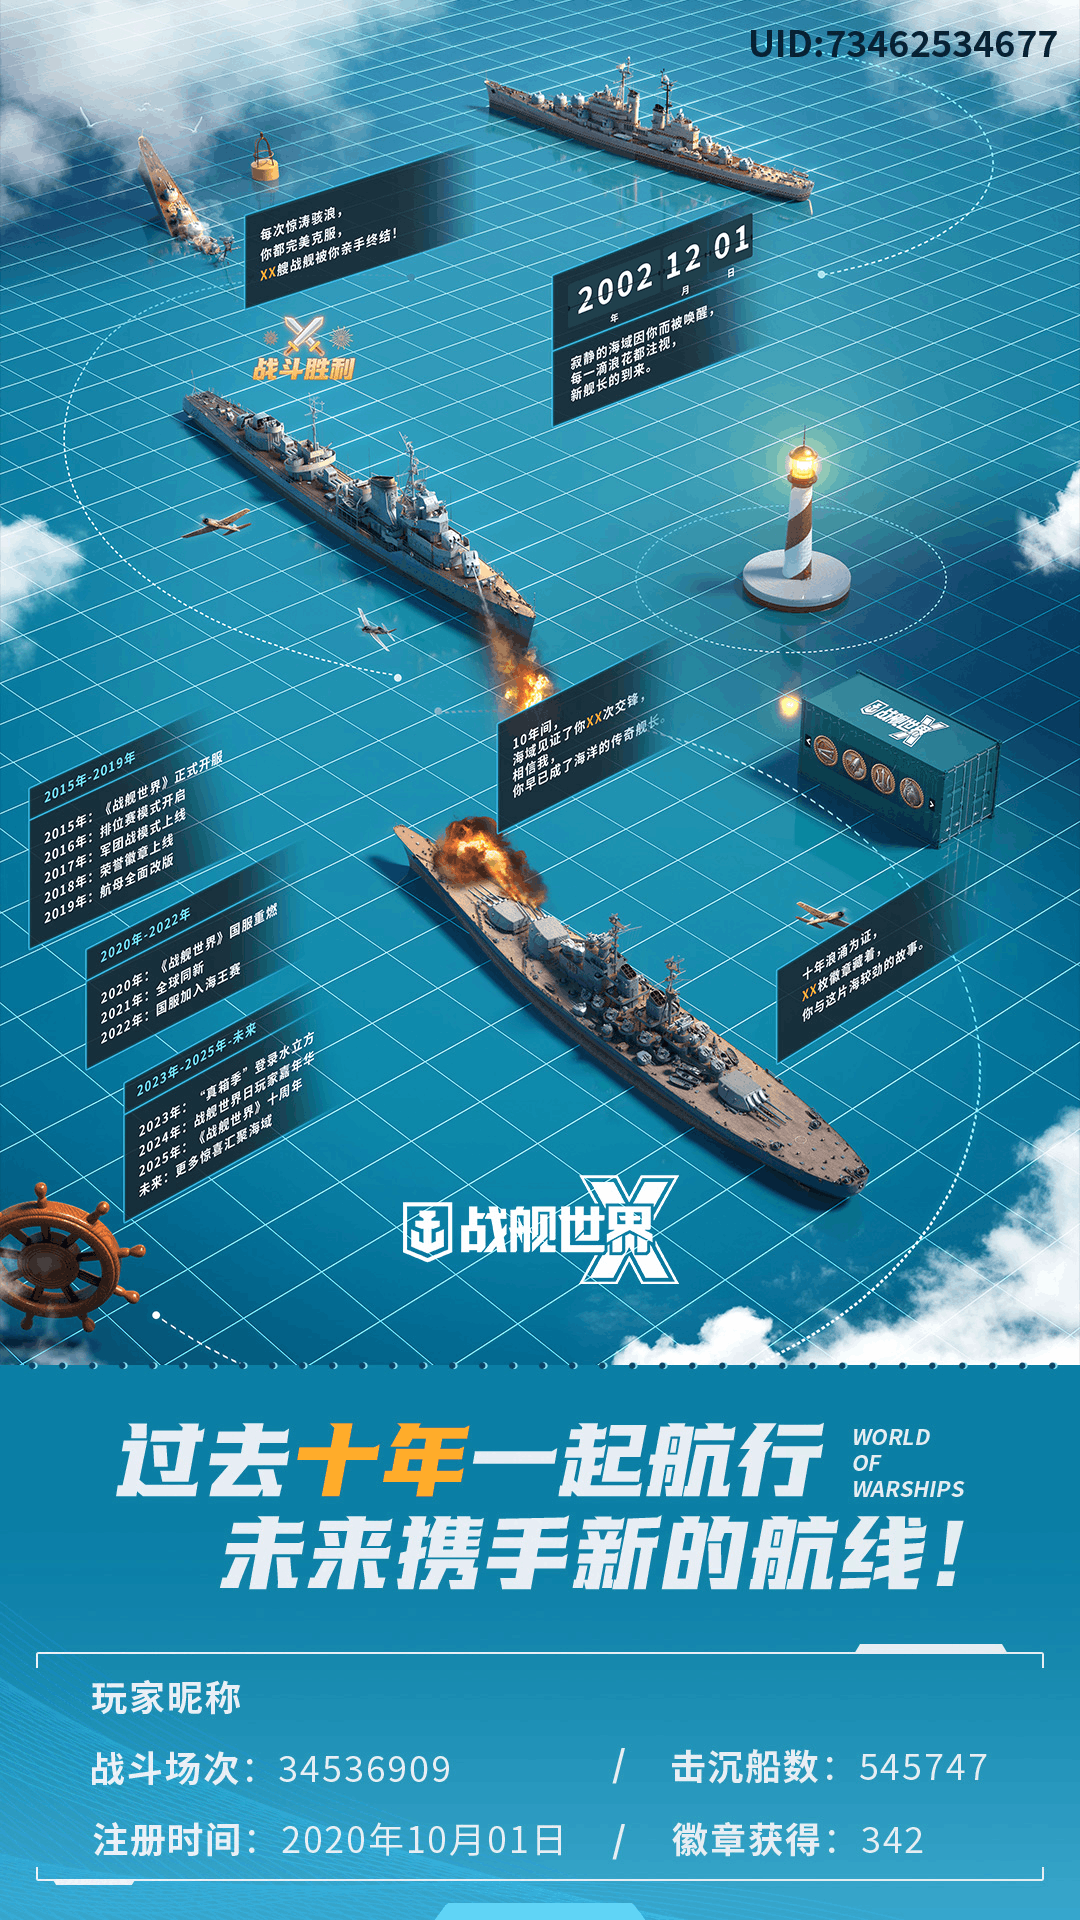 UID:73462534677
每次惊涛骇浪，
你都完美克服，
XX艘战舰被你亲手终结！
2002 12 01
年 月 日
寂静的海域因你而被唤醒，
每一滴浪花都注视，
新舰长的到来。
战斗胜利
10年间，
海域见证了你XX次交锋，
相信我，
你早已成了海洋的传奇舰长。
战舰世界X
2015年-2019年
2015年：《战舰世界》正式开服
2016年：排位赛模式开启
2017年：军团战模式上线
2018年：荣誉徽章上线
2019年：航母全面改版
2020年-2022年
2020年：《战舰世界》国服重燃
2021年：全球同新
2022年：国服加入海王赛
十年浪涌为证，
XX枚徽章藏着，
你与这片海较劲的故事。
2023年-2025年-未来
2023年：“真箱季”登录水立方
2024年：战舰世界日玩家嘉年华
2025年：《战舰世界》十周年
未来：更多惊喜汇聚海域
战舰世界X
过去十年一起航行
WORLD
OF
WARSHIPS
未来携手新的航线！
玩家昵称
战斗场次：34536909 / 击沉船数：545747
注册时间：2020年10月01日 / 徽章获得：342